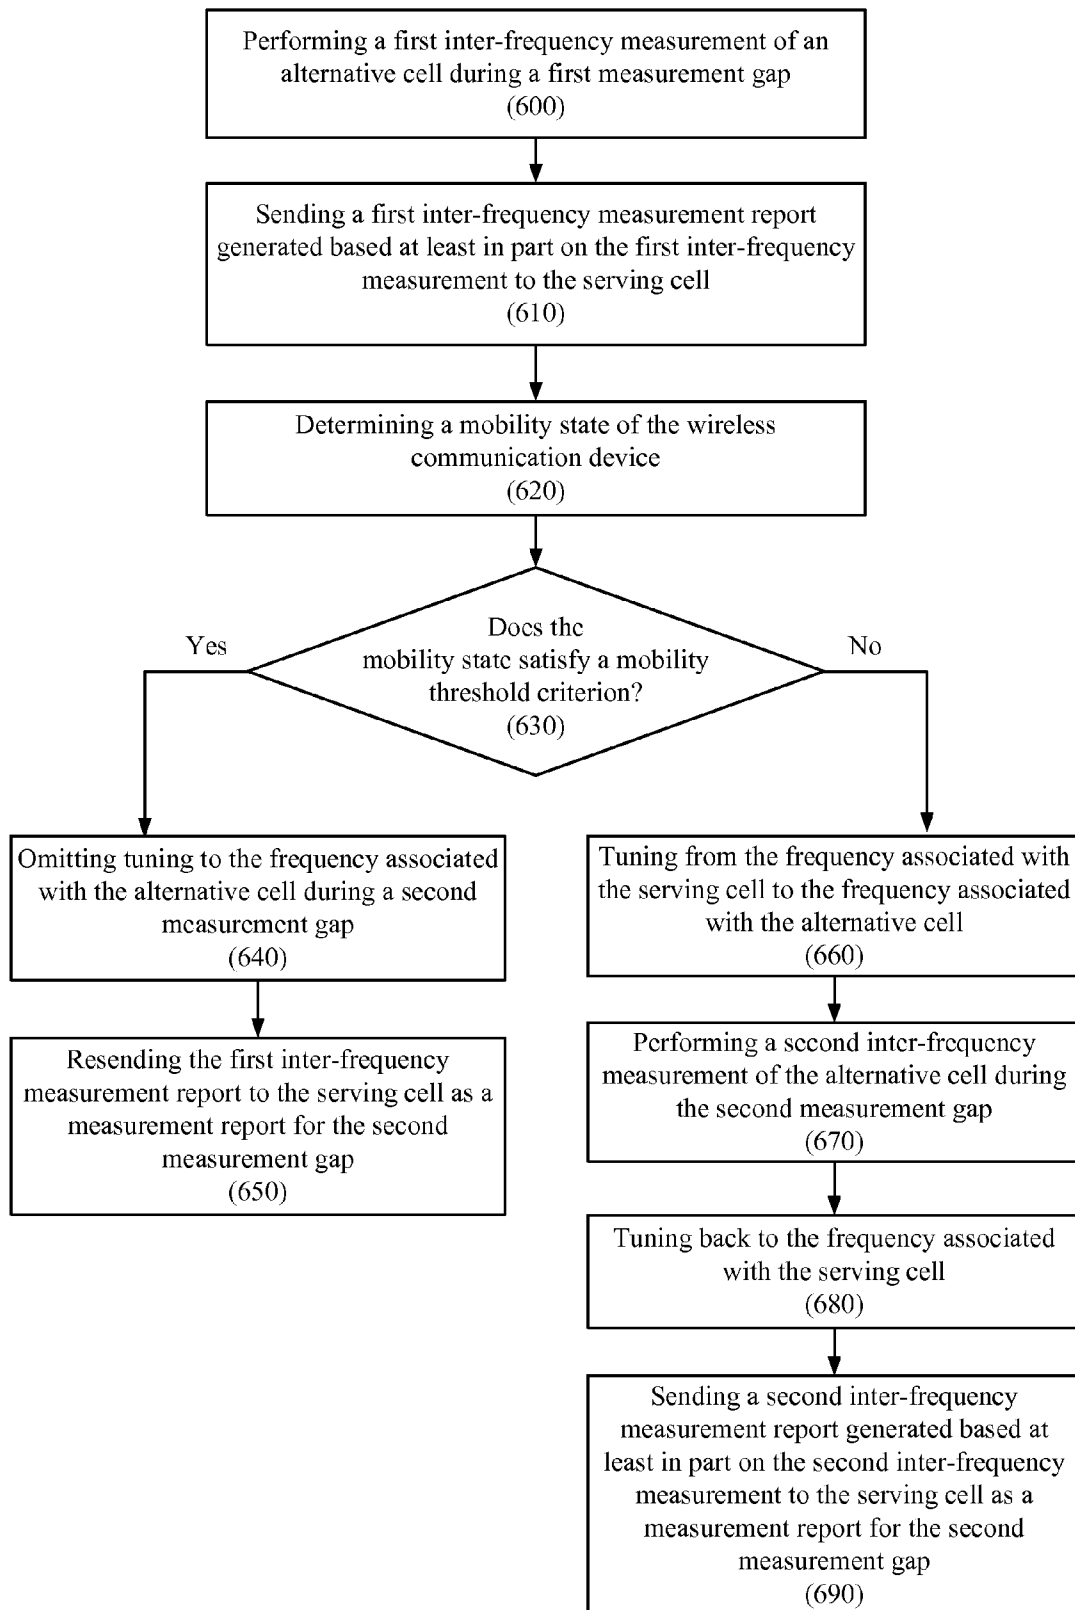 Performing a first inter-frequency measurement of an
alternative cell during a first measurement gap
(600)
Sending a first inter-frequency measurement report
generated based at least in part on the first inter-frequency
measurement to the serving cell
(610)
Determining a mobility state of the wireless
communication device
(620)
Does the
mobility state satisfy a mobility
threshold criterion?
(630)
Yes
No
Omitting tuning to the frequency associated
with the alternative cell during a second
measurement gap
(640)
Resending the first inter-frequency
measurement report to the serving cell as a
measurement report for the second
measurement gap
(650)
Tuning from the frequency associated with
the serving cell to the frequency associated
with the alternative cell
(660)
Performing a second inter-frequency
measurement of the alternative cell during
the second measurement gap
(670)
Tuning back to the frequency associated
with the serving cell
(680)
Sending a second inter-frequency
measurement report generated based at
least in part on the second inter-frequency
measurement to the serving cell as a
measurement report for the second
measurement gap
(690)